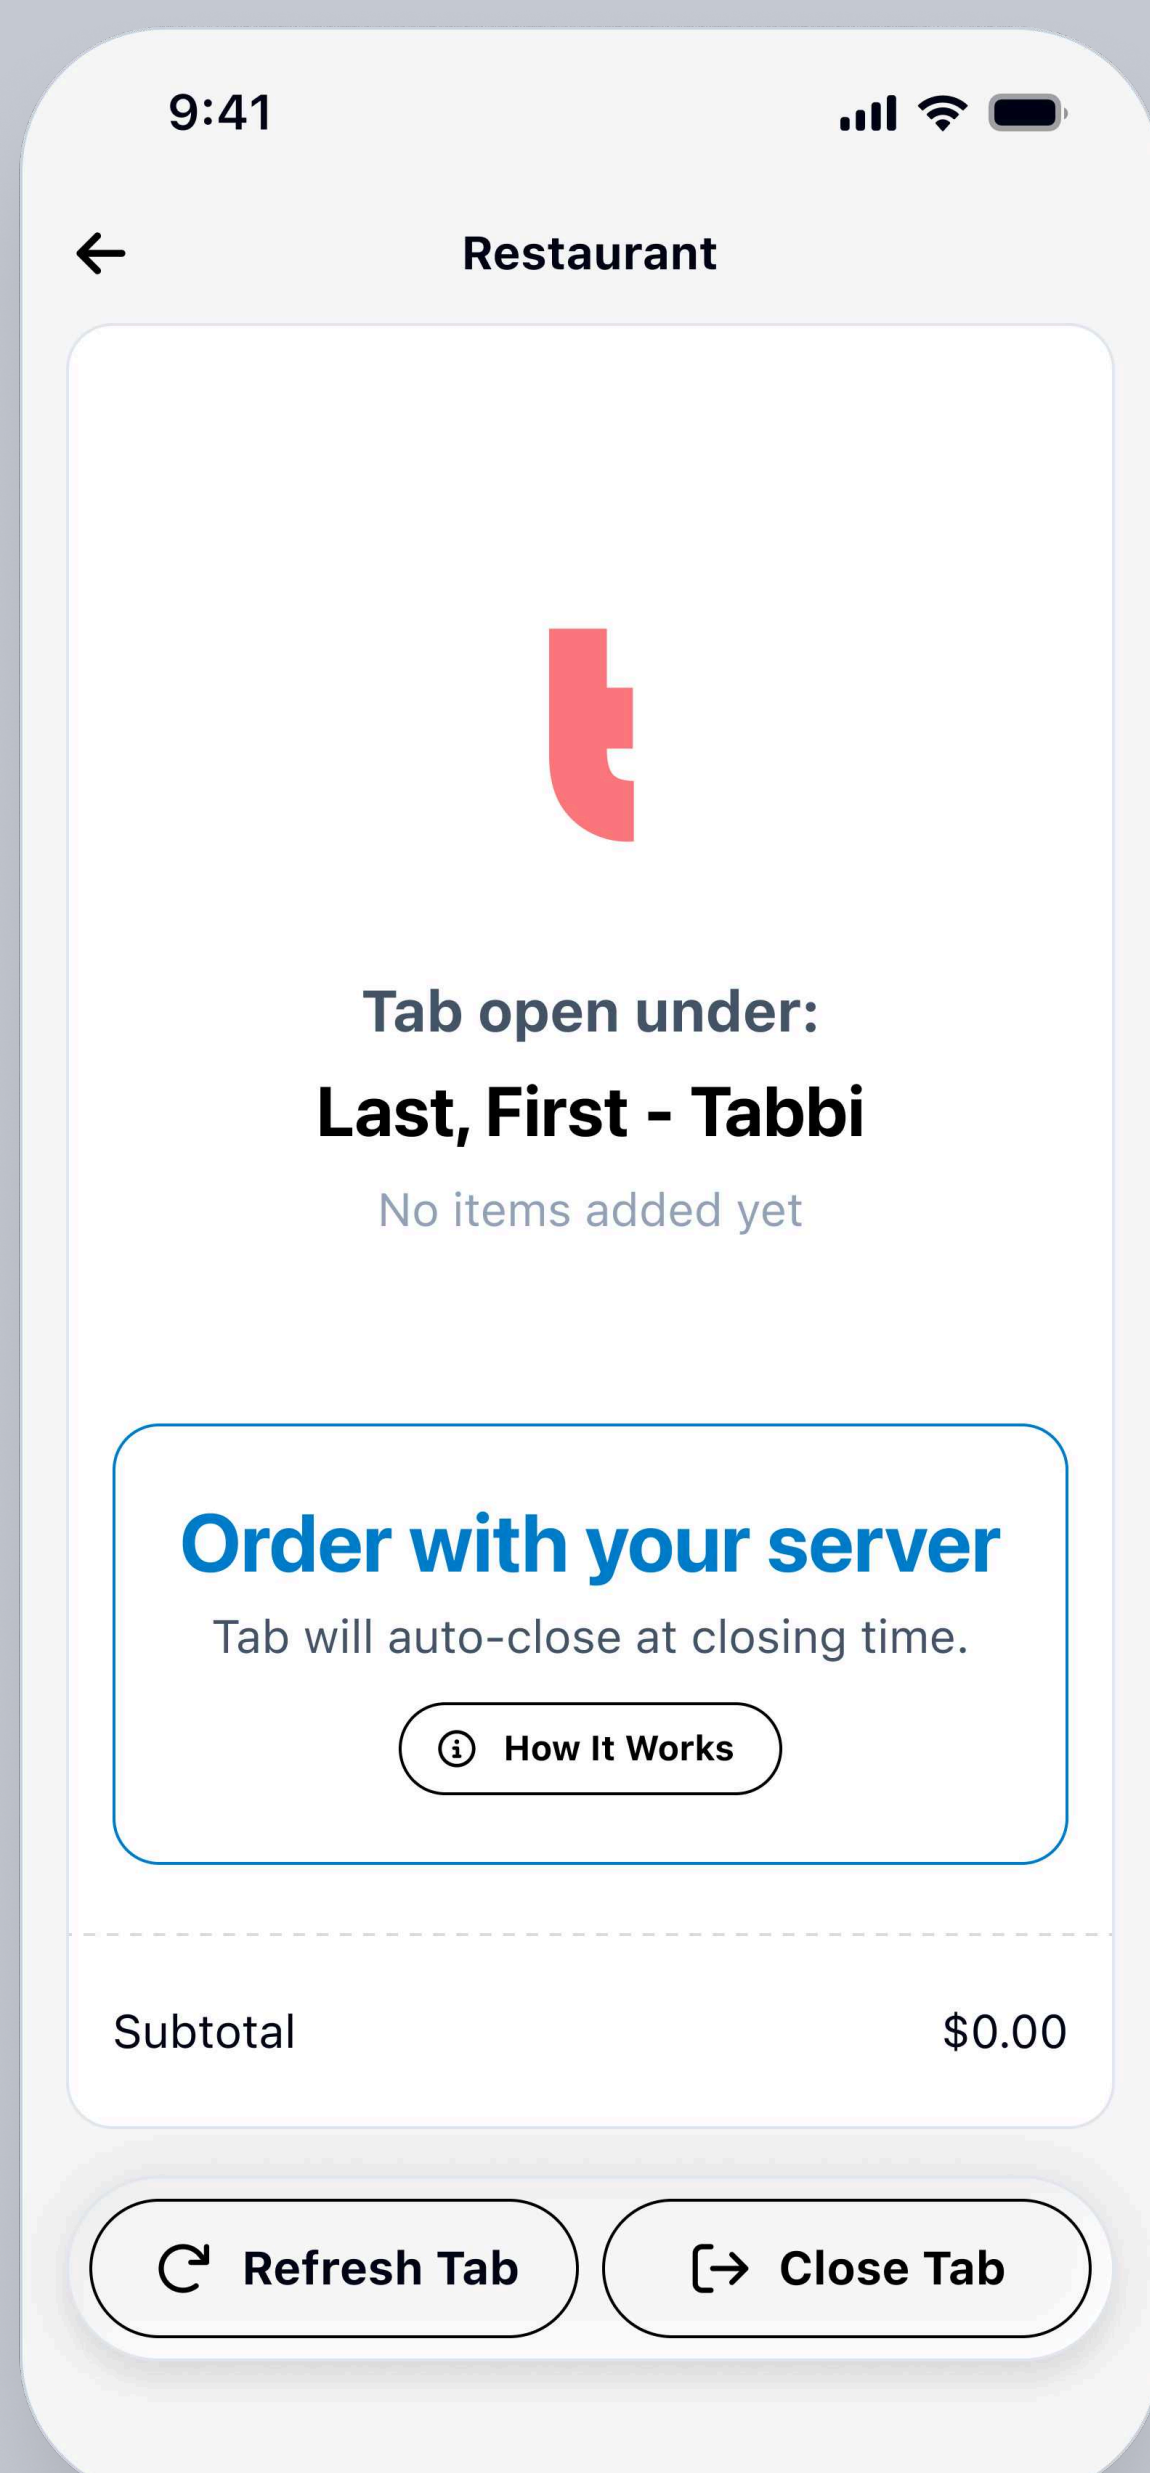 9:41
Restaurant
t
Tab open under:
Last, First - Tabbi
No items added yet
Order with your server
Tab will auto-close at closing time.
How It Works
Subtotal $0.00
Refresh Tab Close Tab